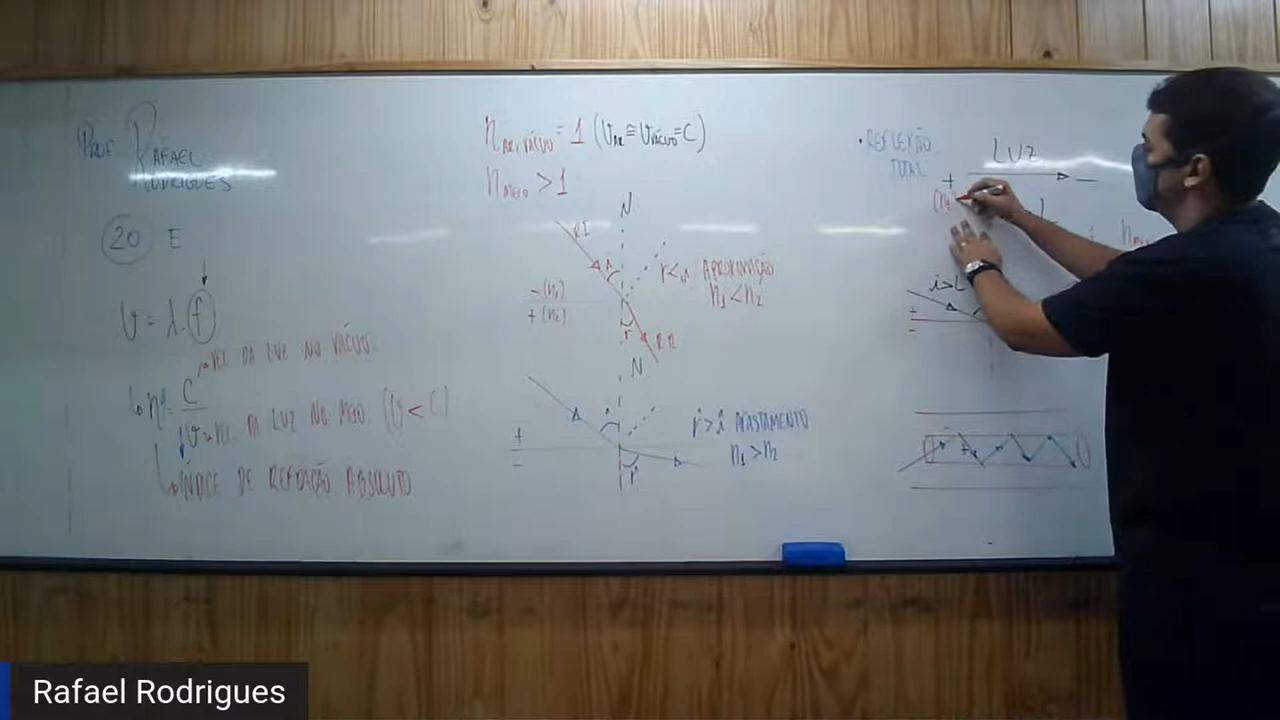 PROF RAFAEL
RODRIGUES
20 E
V = λ.f
n = C
V
VEL DA LUZ NO VÁCUO.
VEL DA LUZ NO MEIO. (V < C)
ÍNDICE DE REFRAÇÃO ABSOLUTO
n AR, VÁCUO = 1 (V AR ≅ V VÁCUO = C)
n MEIO > 1
N
RI
i
r < i APROXIMAÇÃO
n1 < n2
- (n1)
+ (n2)
r
RR
N
i
+
-
r > i AFASTAMENTO
n1 > n2
r
• REFLEXÃO
TOTAL
LUZ
+ -
L
i > L
+
-
Rafael Rodrigues